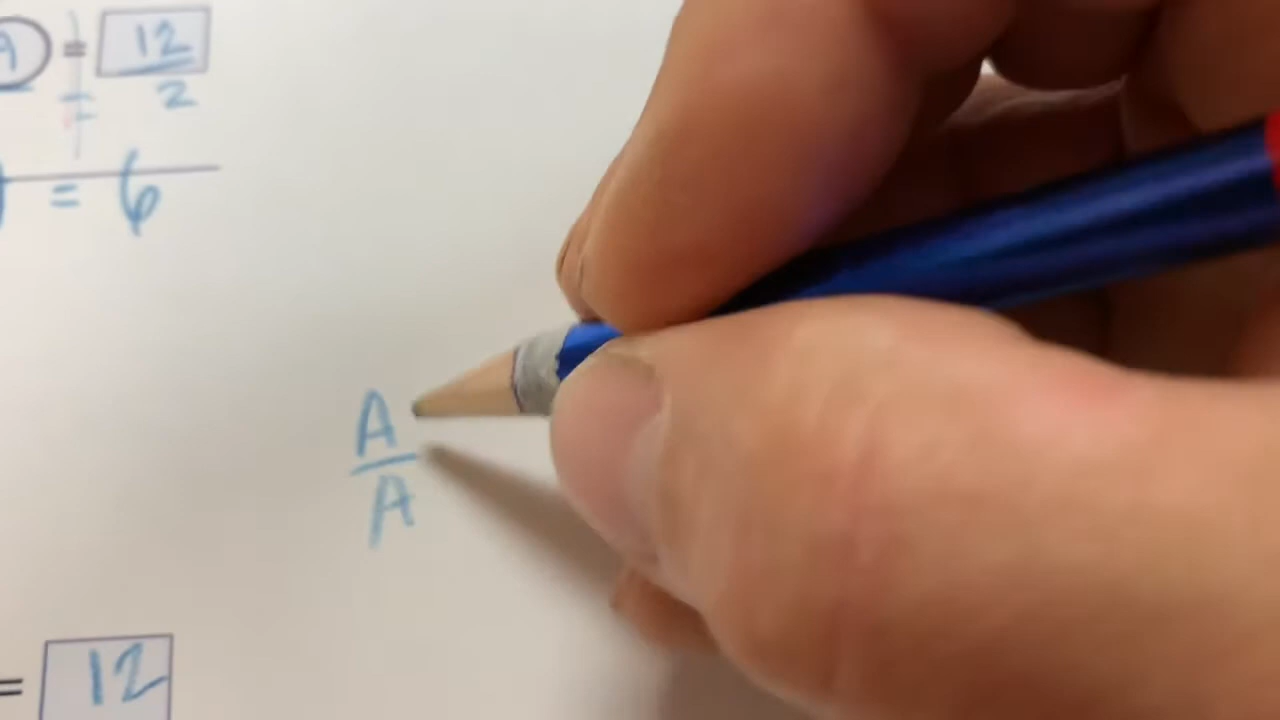 = 12
= 2
= 6
A
A
= 12